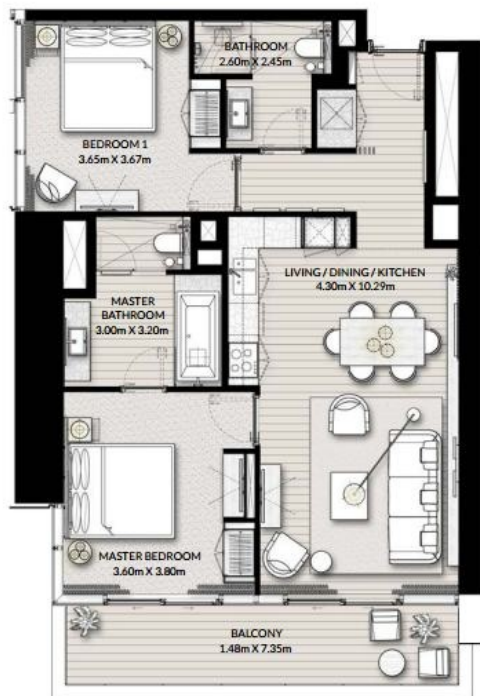 BATHROOM
2.60m X 2.45m
BEDROOM 1
3.65m X 3.67m
LIVING / DINING / KITCHEN
4.30m X 10.29m
MASTER
BATHROOM
3.00m X 3.20m
MASTER BEDROOM
3.60m X 3.80m
BALCONY
1.48m X 7.35m